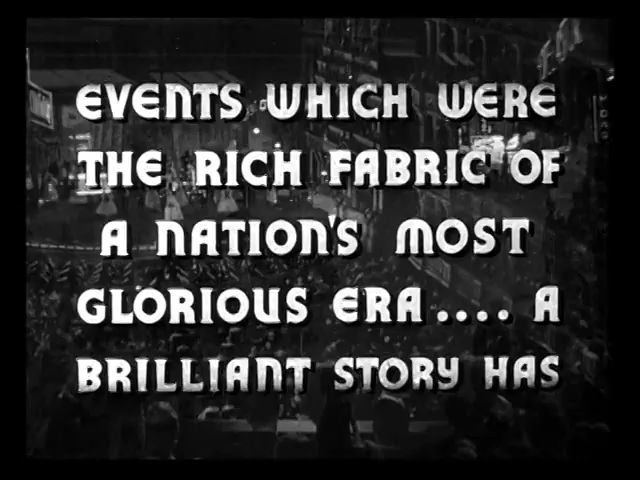 EVENTS WHICH WERE
THE RICH FABRIC OF
A NATION'S MOST
GLORIOUS ERA.... A
BRILLIANT STORY HAS